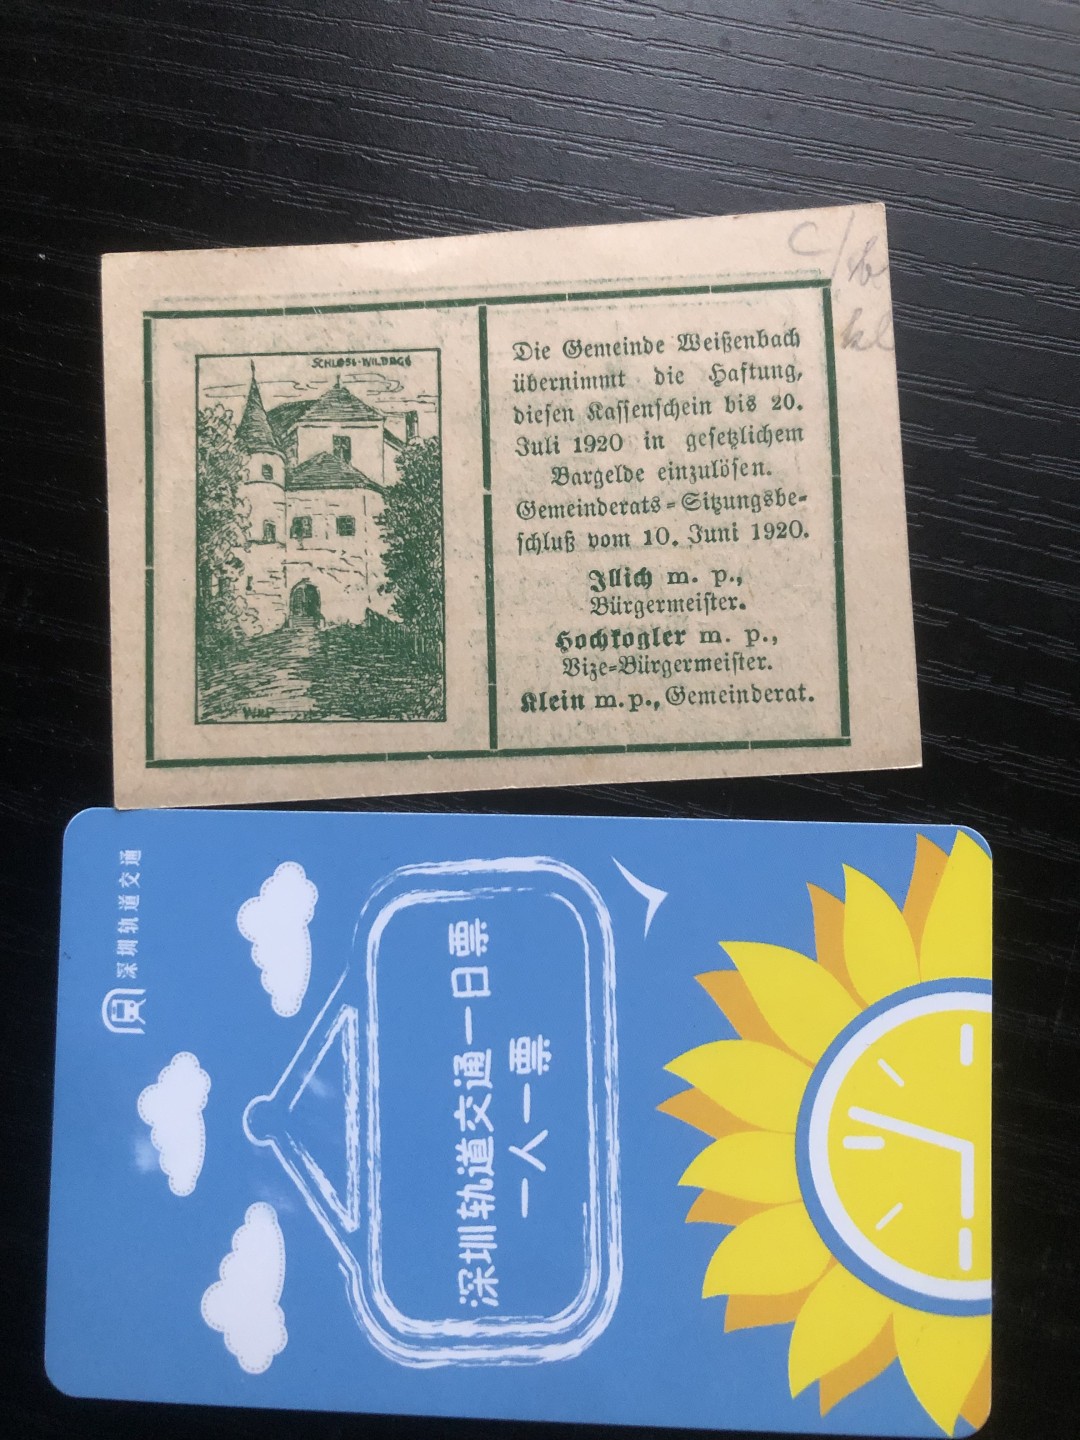 SCHLOSS·WILDEGG
W.R.P
Die Gemeinde Weißenbach
übernimmt die Haftung,
diesen Kassenschein bis 20.
Juli 1920 in gesetzlichem
Bargelde einzulösen.
Gemeinderats-Sitzungsbe-
schluß vom 10. Juni 1920.
Illich m. p.,
Bürgermeister.
Hochkogler m. p.,
Vize-Bürgermeister.
Klein m. p., Gemeinderat.
深圳轨道交通
深圳轨道交通一日票
一人一票